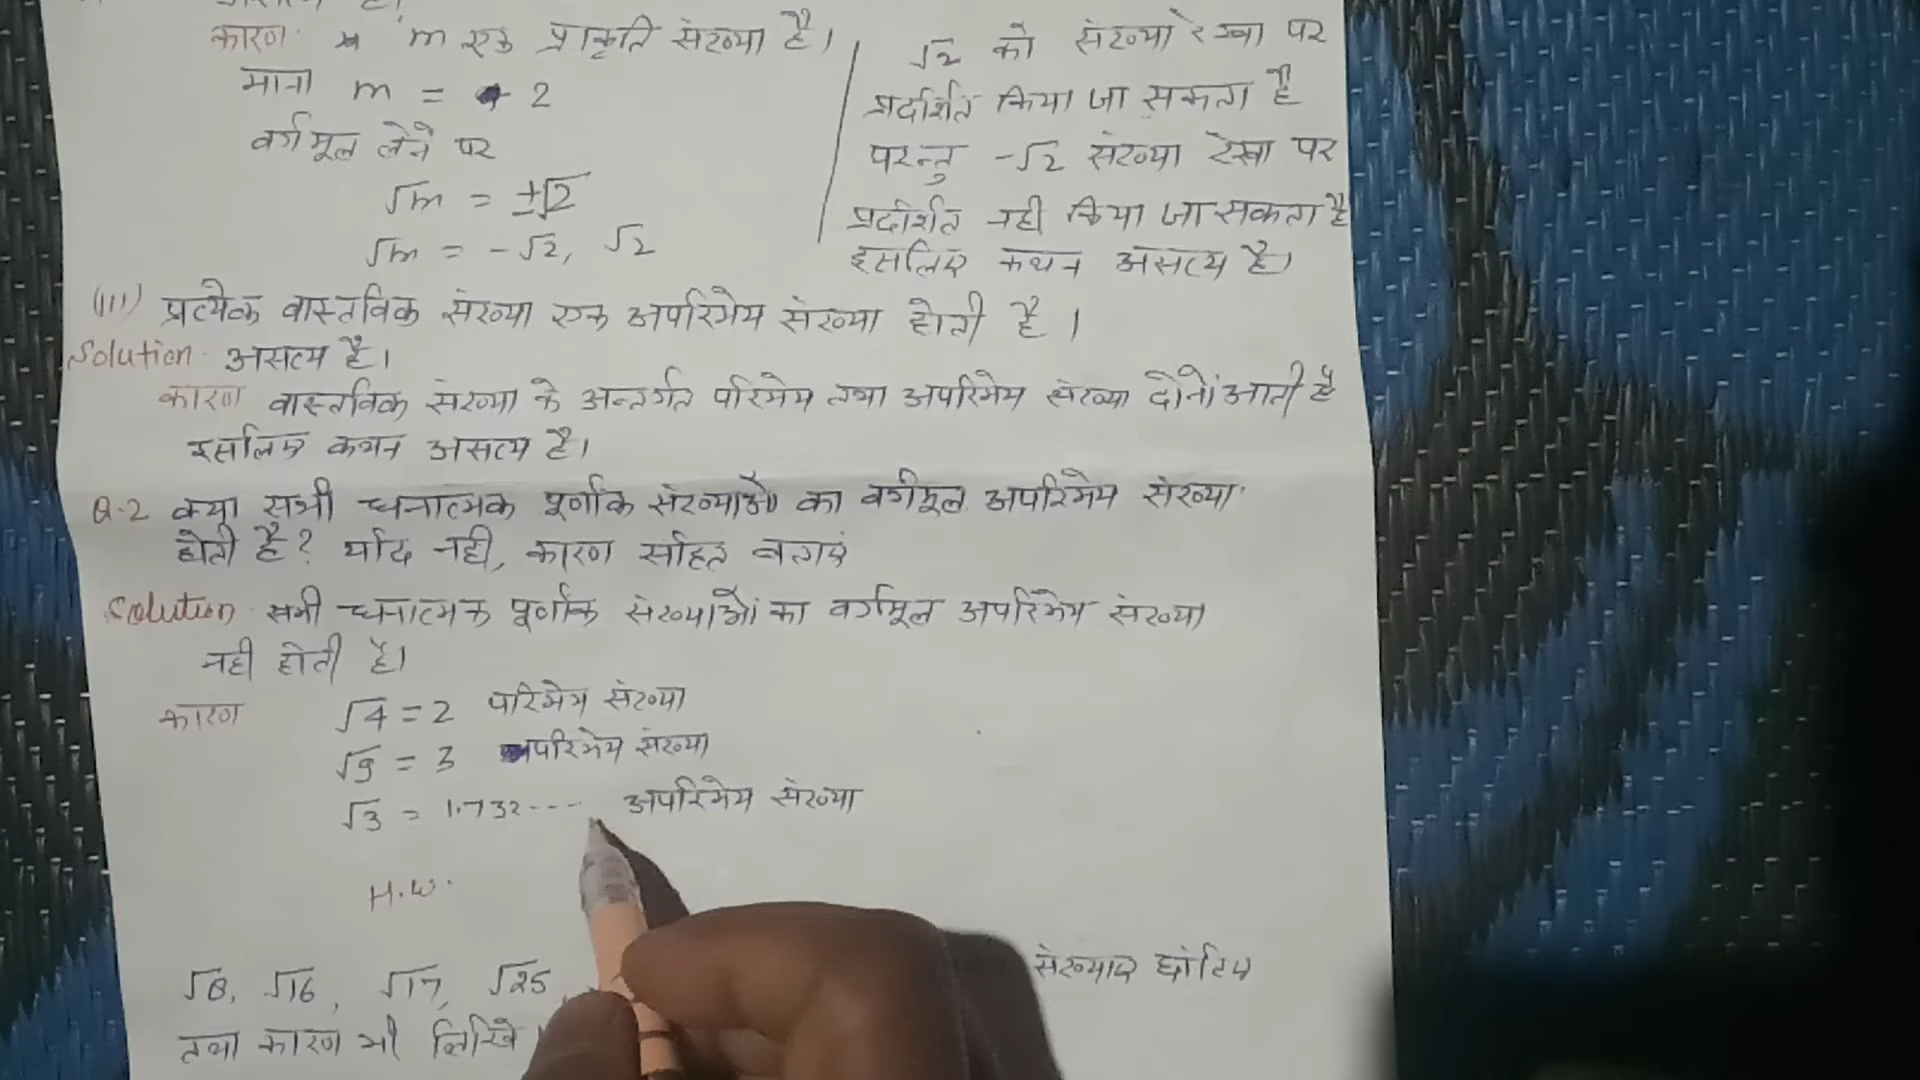 कारण m एक प्राकृति संख्या है।
माना m = 2
वर्गमूल लेने पर
√m = ±√2
√m = -√2, √2
√2 को संख्या रेखा पर
प्रदर्शित किया जा सकता है
परन्तु -√2 संख्या रेखा पर
प्रदर्शित नही किया जा सकता है
इसलिए कथन असत्य है।
(iii) प्रत्येक वास्तविक संख्या एक अपरिमेय संख्या होती है।
Solution. असत्य है।
कारण वास्तविक संख्या के अन्तर्गत परिमेय तथा अपरिमेय संख्या दोनों आती है
इसलिए कथन असत्य है।
Q.2 क्या सभी धनात्मक पूर्णाक संख्याओं का वर्गमूल अपरिमेय संख्या
होती है? यदि नही, कारण सहित बताएं
Solution. सभी धनात्मक पूर्णाक संख्याओं का वर्गमूल अपरिमेय संख्या
नही होती है।
कारण √4 = 2 परिमेय संख्या
√9 = 3 परिमेय संख्या
√3 = 1.732--- अपरिमेय संख्या
H.W.
√8, √16, √17, √25, संख्याए छांटिए
तथा कारण भी लिखिे